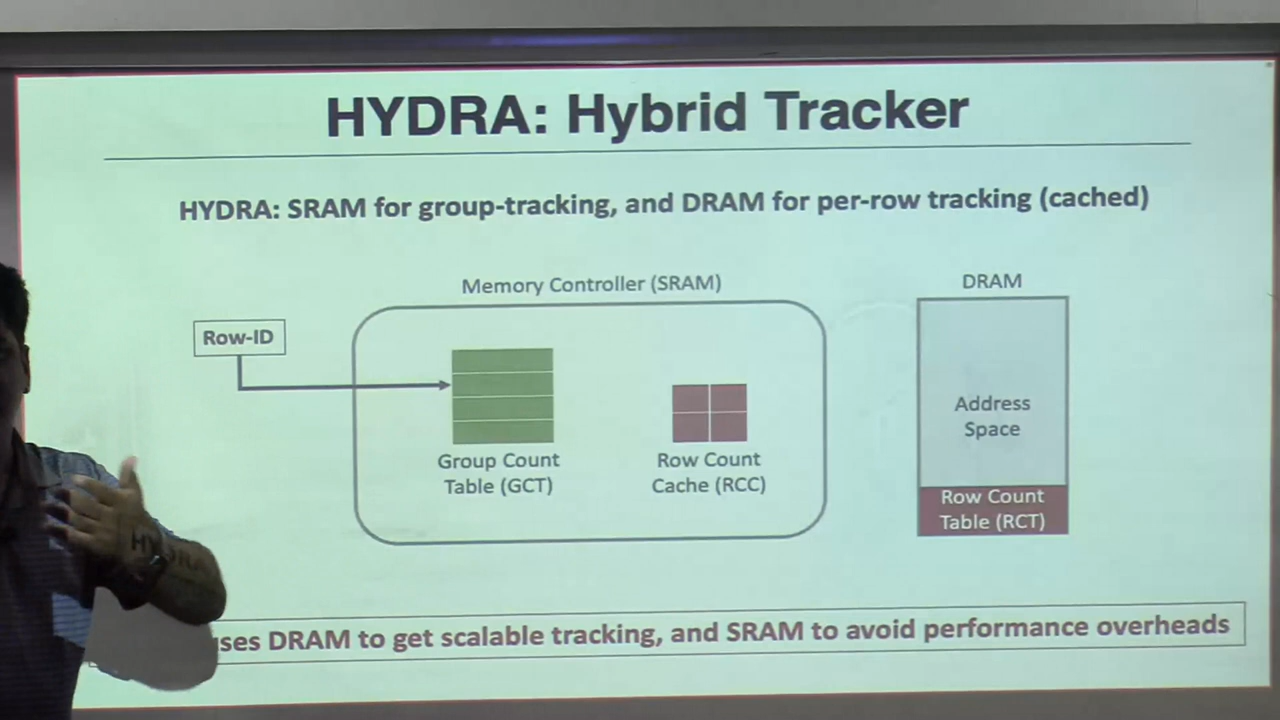 HYDRA: Hybrid Tracker
HYDRA: SRAM for group-tracking, and DRAM for per-row tracking (cached)
Memory Controller (SRAM)
DRAM
Row-ID
Group Count
Table (GCT)
Row Count
Cache (RCC)
Address
Space
Row Count
Table (RCT)
DRAM to get scalable tracking, and SRAM to avoid performance overheads